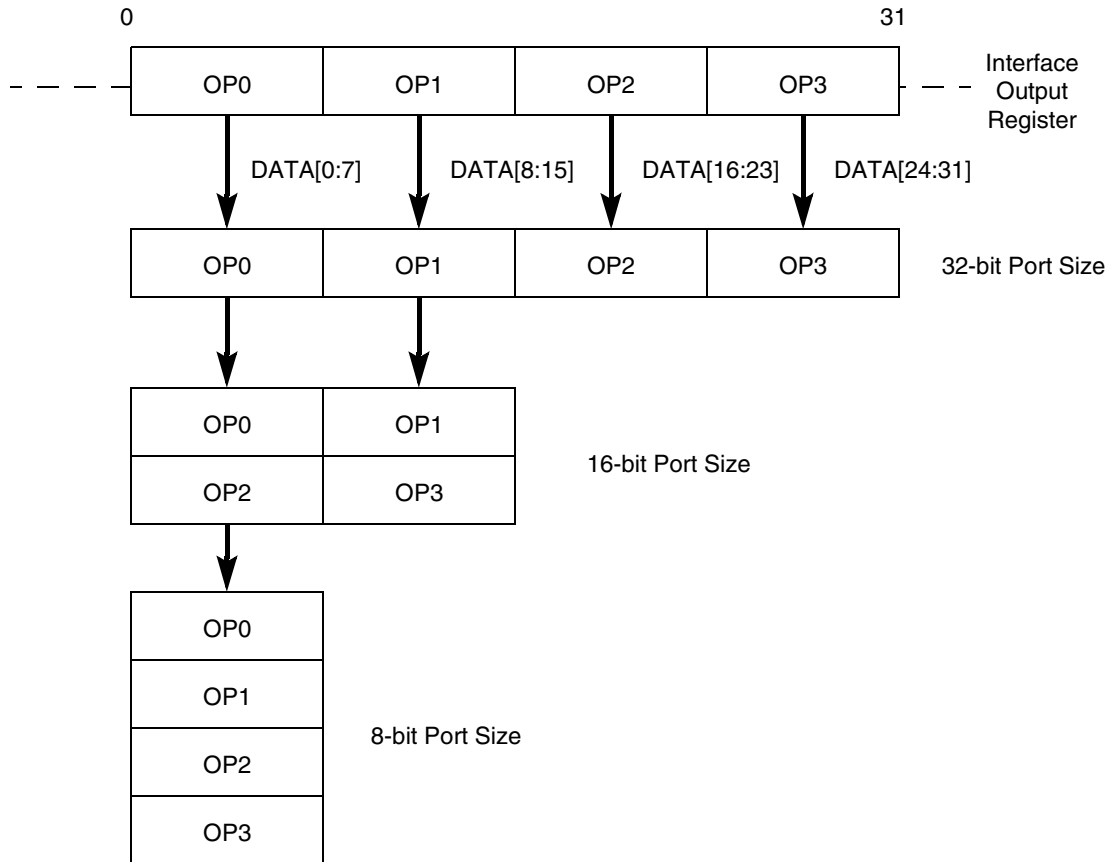 0 31
OP0 OP1 OP2 OP3
Interface
Output
Register
DATA[0:7] DATA[8:15] DATA[16:23] DATA[24:31]
OP0 OP1 OP2 OP3 32-bit Port Size
OP0 OP1
16-bit Port Size
OP2 OP3
OP0
OP1
8-bit Port Size
OP2
OP3